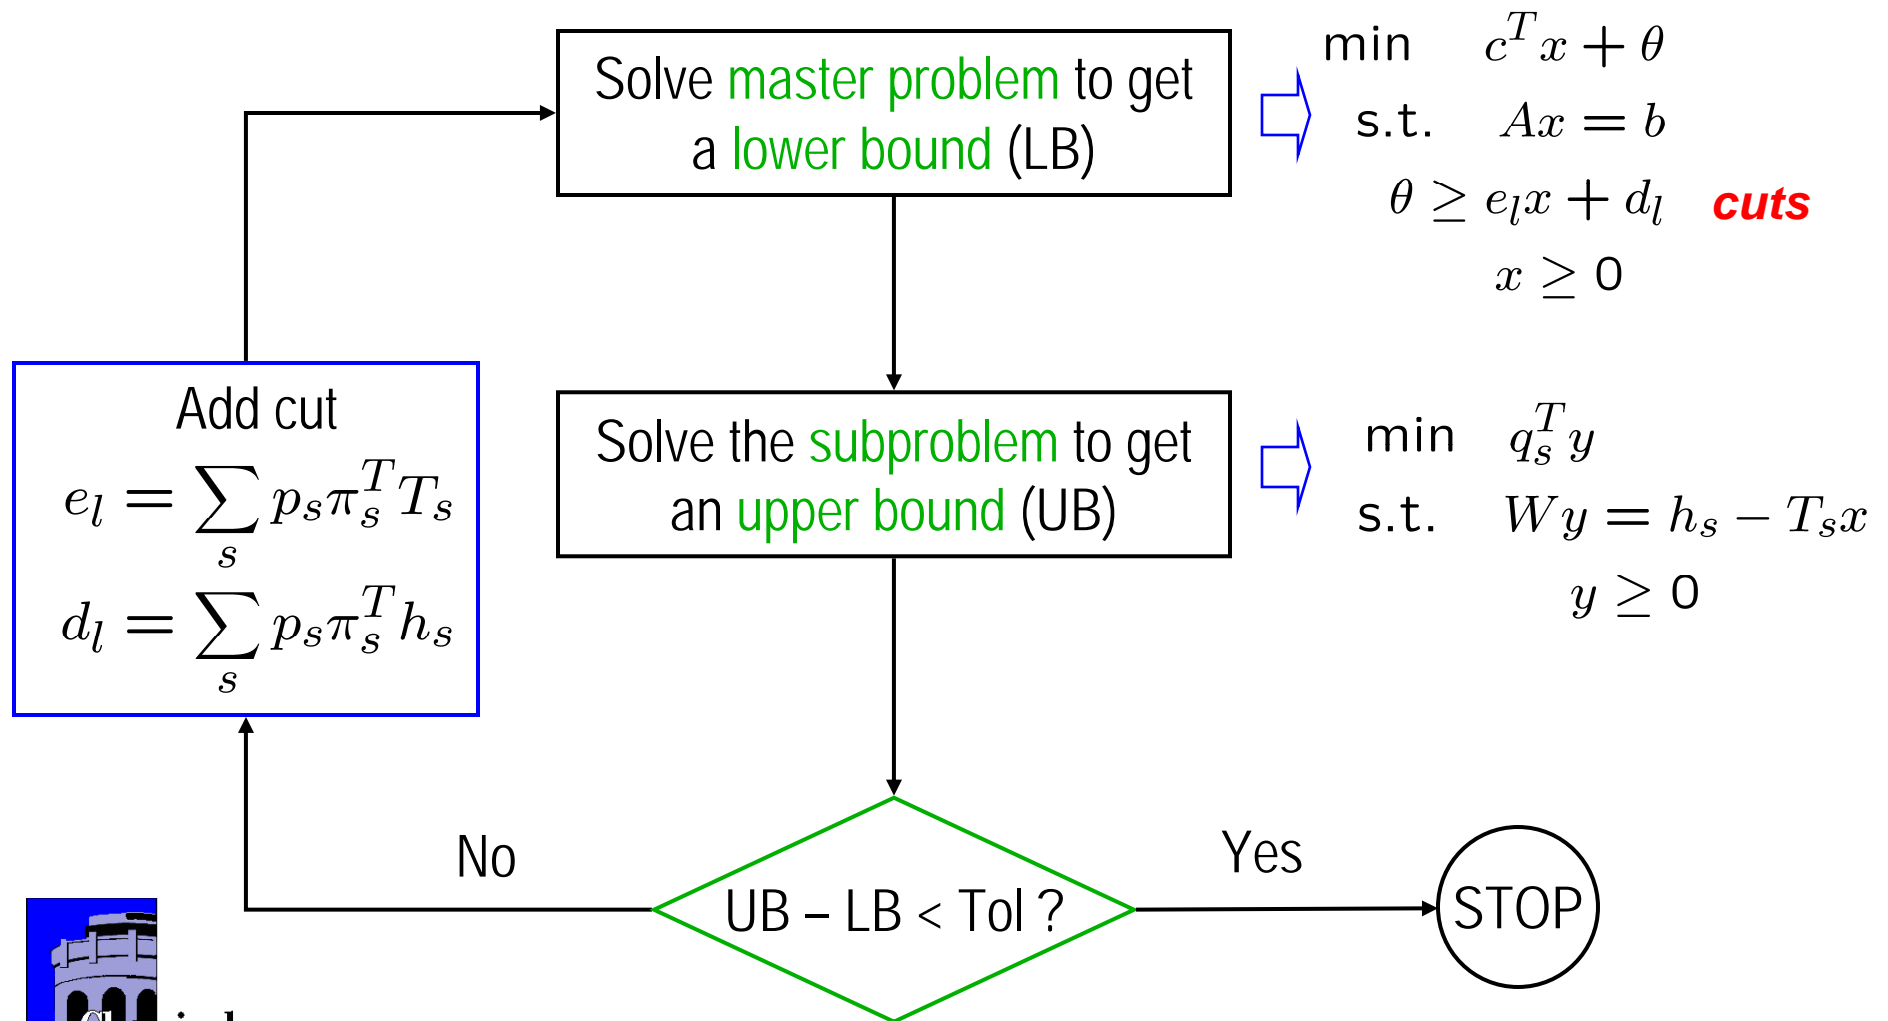 Solve master problem to get
a lower bound (LB)
min c^T x + θ
s.t. Ax = b
θ ≥ e_l x + d_l cuts
x ≥ 0
Add cut
e_l = ∑_s p_s π_s^T T_s
d_l = ∑_s p_s π_s^T h_s
Solve the subproblem to get
an upper bound (UB)
min q_s^T y
s.t. Wy = h_s − T_s x
y ≥ 0
No
UB – LB < Tol ?
Yes
STOP